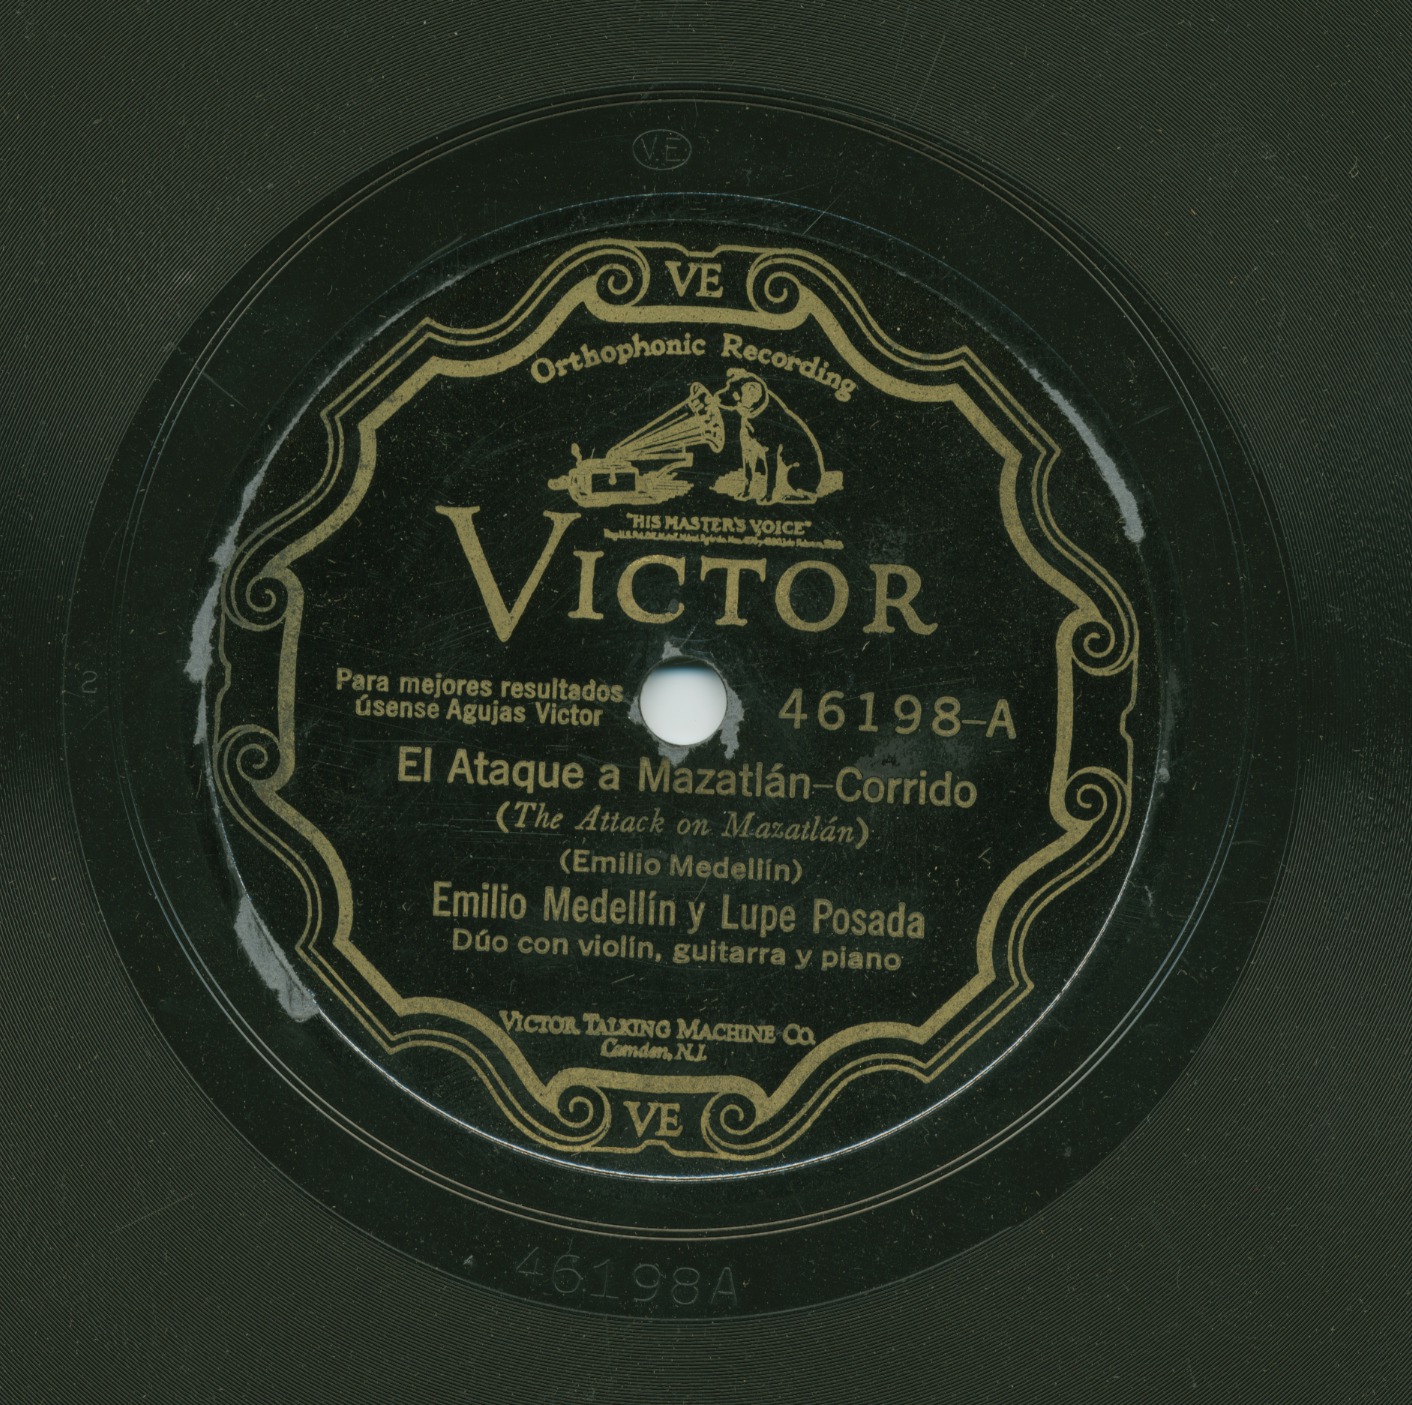 V.E.
VE
Orthophonic Recording
"HIS MASTER'S VOICE"
VICTOR
Para mejores resultados
úsense Agujas Victor
46198-A
El Ataque a Mazatlán-Corrido
(The Attack on Mazatlán)
(Emilio Medellín)
Emilio Medellín y Lupe Posada
Dúo con violín, guitarra y piano
VICTOR TALKING MACHINE CO.
Camden, N.J.
VE
46198A